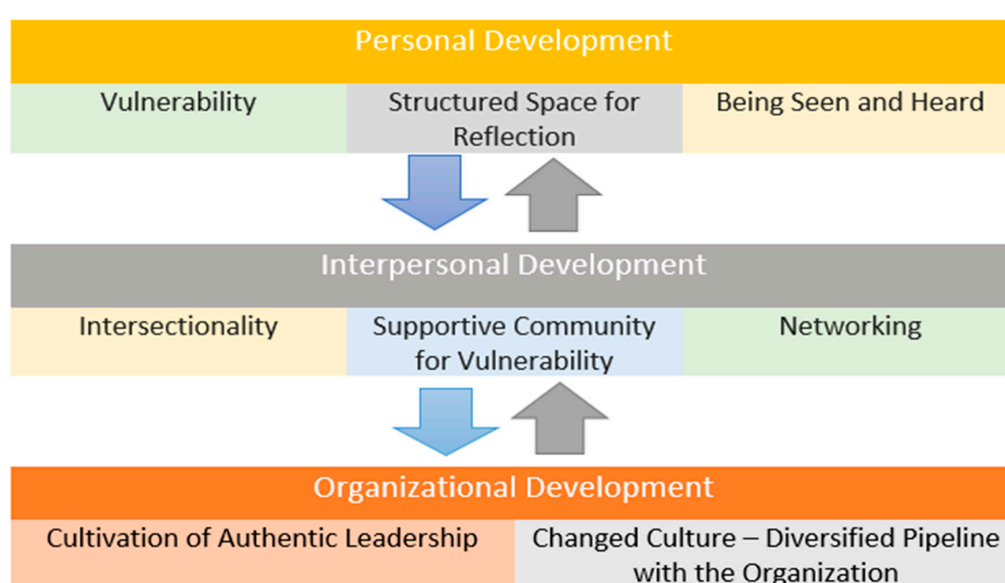 Personal Development
Vulnerability
Structured Space for
Reflection
Being Seen and Heard
Interpersonal Development
Intersectionality
Supportive Community
for Vulnerability
Networking
Organizational Development
Cultivation of Authentic Leadership
Changed Culture – Diversified Pipeline
with the Organization